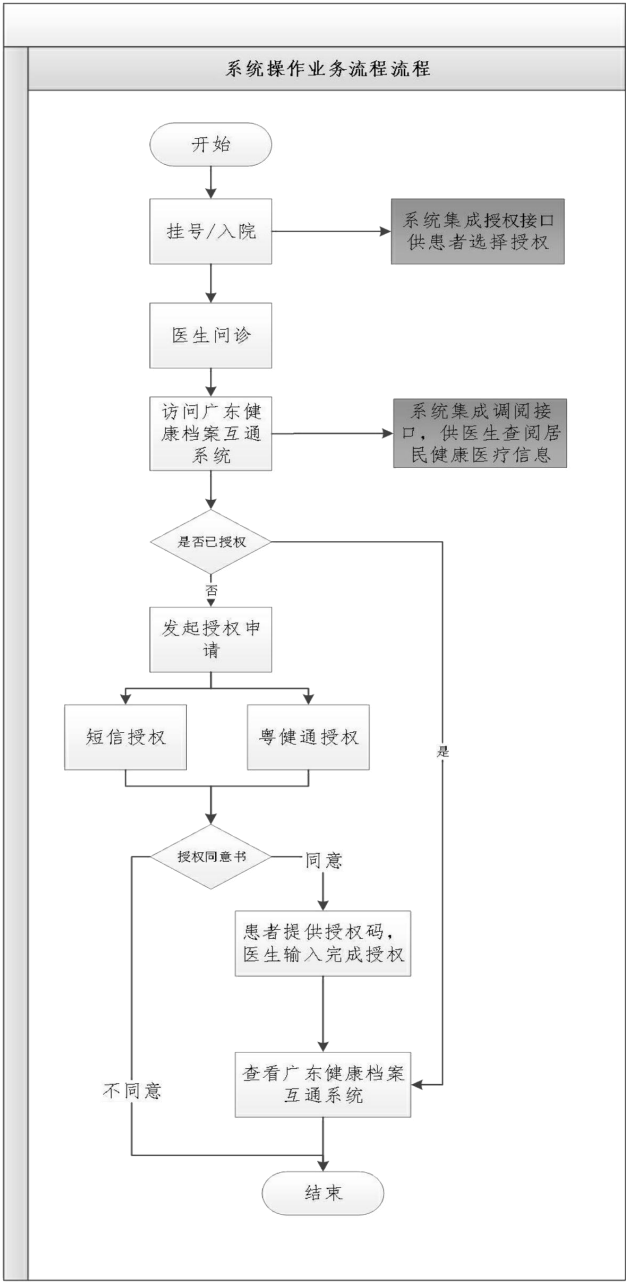 系统操作业务流程流程
开始
挂号/入院
系统集成授权接口
供患者选择授权
医生问诊
访问广东健
康档案互通
系统
系统集成调阅接
口，供医生查阅居
民健康医疗信息
是否已授权
否
发起授权申
请
短信授权
粤健通授权
是
授权同意书
同意
患者提供授权码，
医生输入完成授权
不同意
查看广东健康档案
互通系统
结束